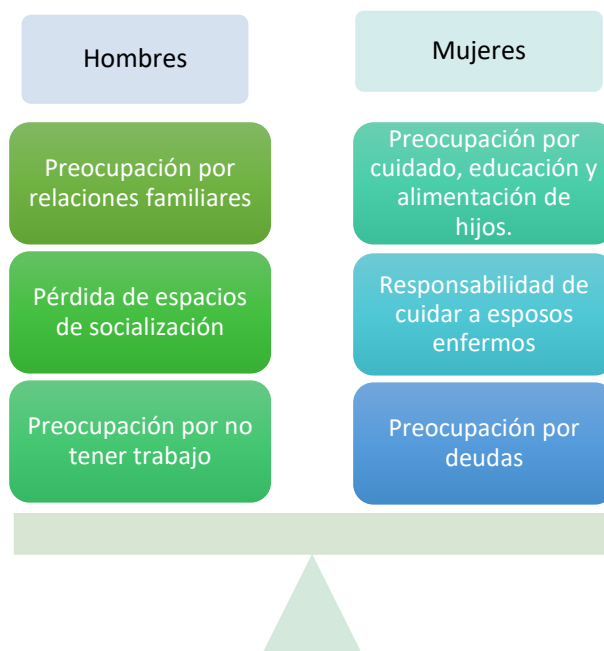 Hombres
Preocupación por
relaciones familiares
Pérdida de espacios
de socialización
Preocupación por no
tener trabajo
Mujeres
Preocupación por
cuidado, educación y
alimentación de
hijos.
Responsabilidad de
cuidar a esposos
enfermos
Preocupación por
deudas